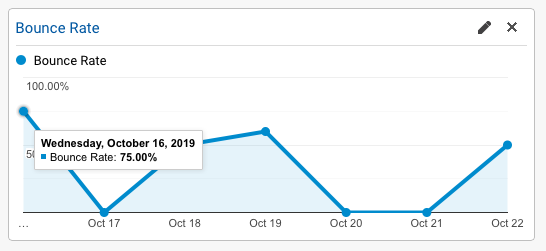 Bounce Rate
Bounce Rate
100.00%
Wednesday, October 16, 2019
Bounce Rate: 75.00%
50
...
Oct 17
Oct 18
Oct 19
Oct 20
Oct 21
Oct 22